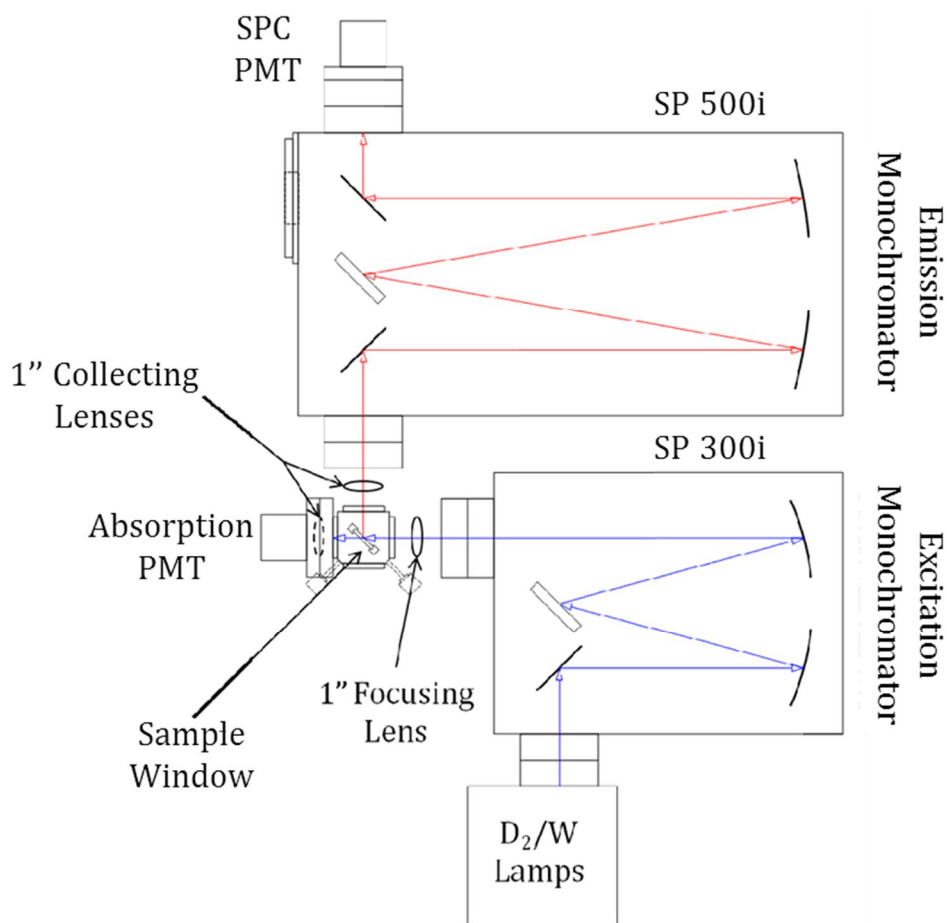 SPC
PMT
SP 500i
Emission
Monochromator
1” Collecting
Lenses
SP 300i
Absorption
PMT
Excitation
Monochromator
1” Focusing
Lens
Sample
Window
D₂/W
Lamps